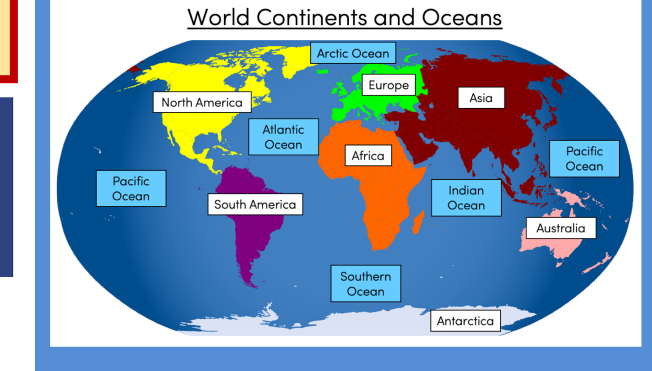 World Continents and Oceans
Arctic Ocean
Europe
Asia
North America
Atlantic
Ocean
Africa
Pacific
Ocean
Pacific
Ocean
Indian
Ocean
South America
Australia
Southern
Ocean
Antarctica